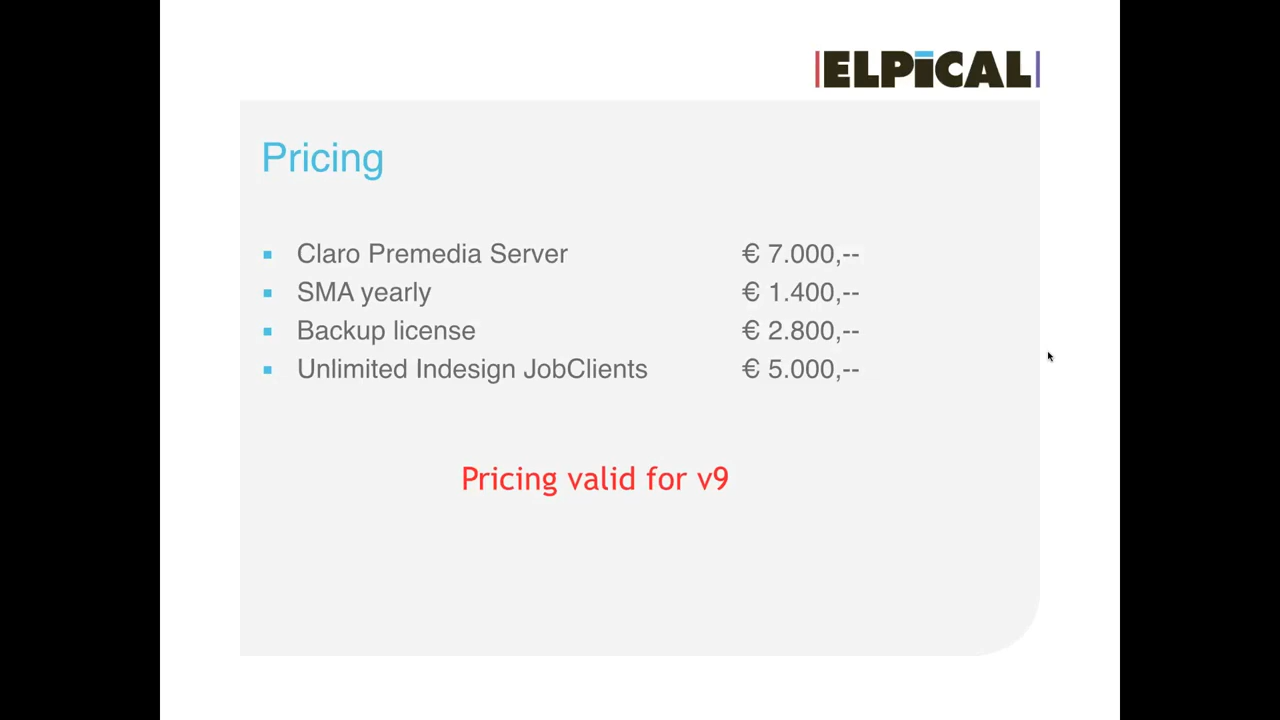 ELPiCAL
Pricing
Claro Premedia Server € 7.000,--
SMA yearly € 1.400,--
Backup license € 2.800,--
Unlimited Indesign JobClients € 5.000,--
Pricing valid for v9